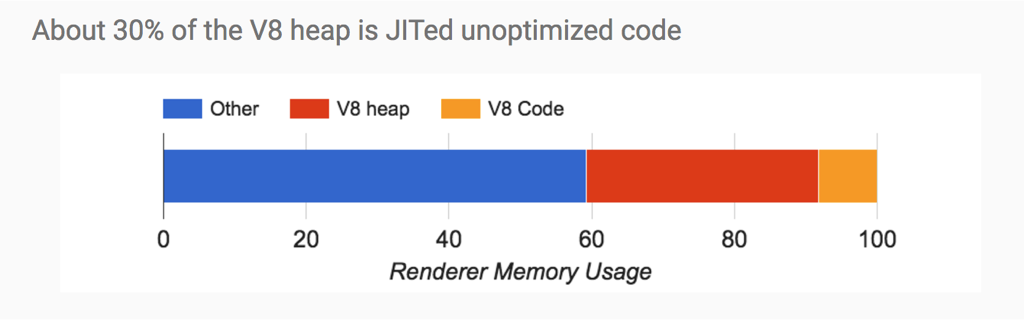 About 30% of the V8 heap is JITed unoptimized code
Other V8 heap V8 Code
0 20 40 60 80 100
Renderer Memory Usage